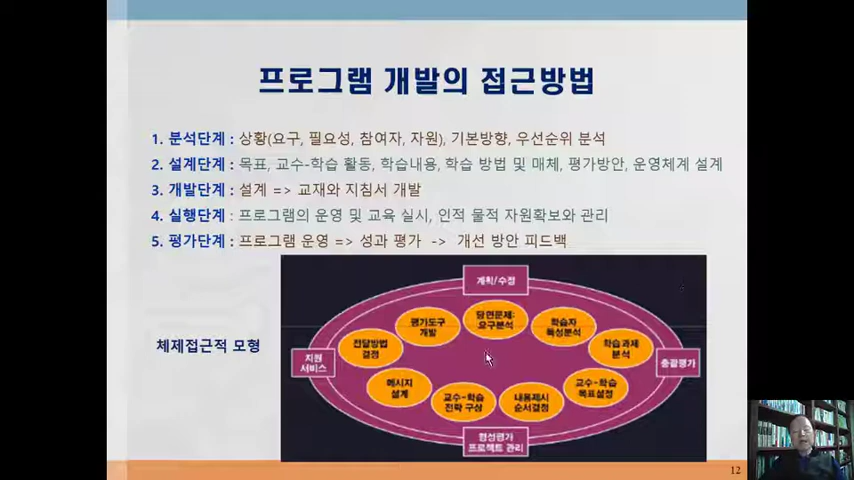 프로그램 개발의 접근방법
1. 분석단계 : 상황(요구, 필요성, 참여자, 자원), 기본방향, 우선순위 분석
2. 설계단계 : 목표, 교수-학습 활동, 학습내용, 학습 방법 및 매체, 평가방안, 운영체계 설계
3. 개발단계 : 설계 => 교재와 지침서 개발
4. 실행단계 : 프로그램의 운영 및 교육 실시, 인적 물적 자원확보와 관리
5. 평가단계 : 프로그램 운영 => 성과 평가 -> 개선 방안 피드백
체제접근적 모형
계획/수정
당면문제:
요구분석
평가도구
개발
학습자
특성분석
전달방법
결정
학습과제
분석
지원
서비스
총괄평가
메시지
설계
교수-학습
전략 구상
내용제시
순서결정
교수-학습
목표설정
형성평가
프로젝트 관리
12